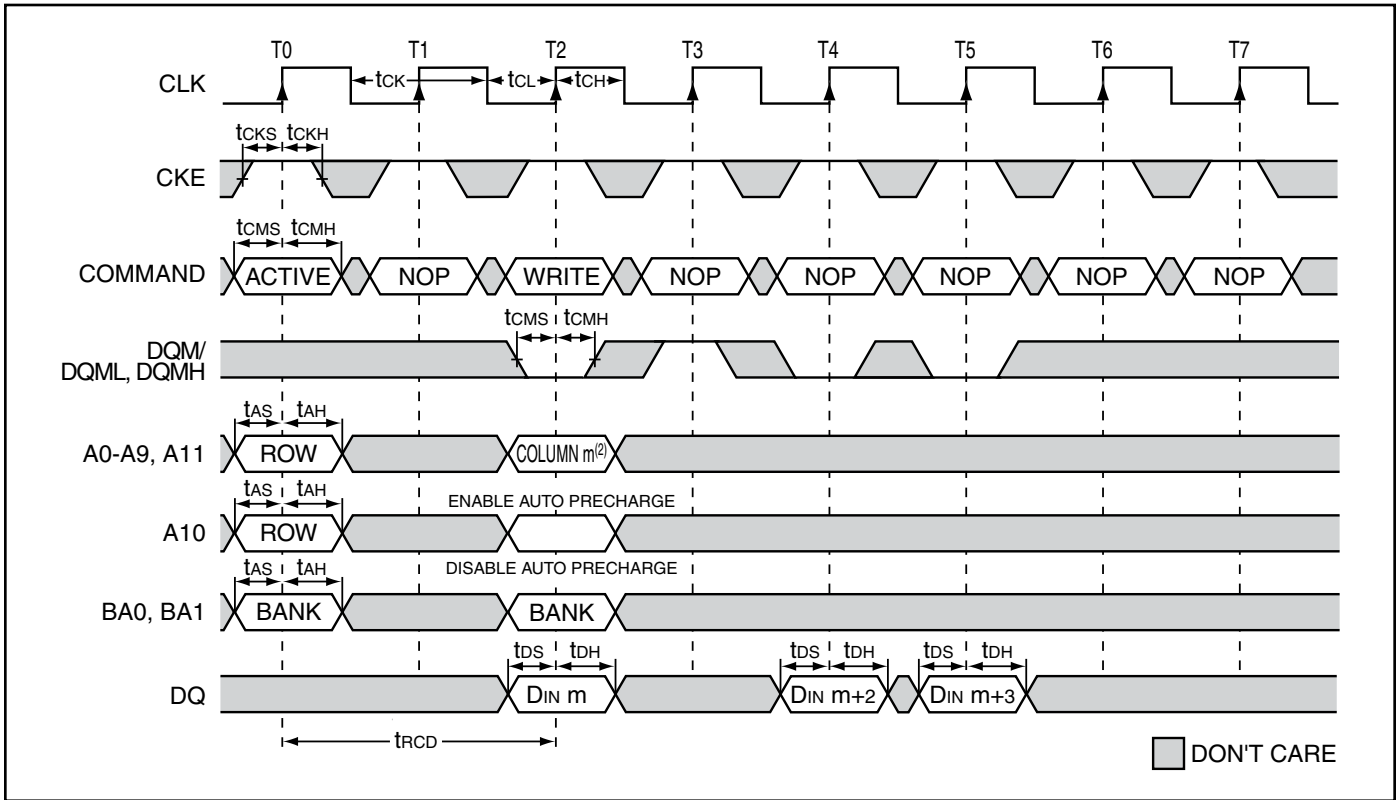 T0 T1 T2 T3 T4 T5 T6 T7
CLK tCK tCL tCH
tCKS tCKH
CKE
tCMS tCMH
COMMAND ACTIVE NOP WRITE NOP NOP NOP NOP NOP
tCMS tCMH
DQM/
DQML, DQMH
tAS tAH
A0-A9, A11 ROW COLUMN m(2)
tAS tAH ENABLE AUTO PRECHARGE
A10 ROW
tAS tAH DISABLE AUTO PRECHARGE
BA0, BA1 BANK BANK
tDS tDH tDS tDH tDS tDH
DQ DIN m DIN m+2 DIN m+3
tRCD
DON'T CARE